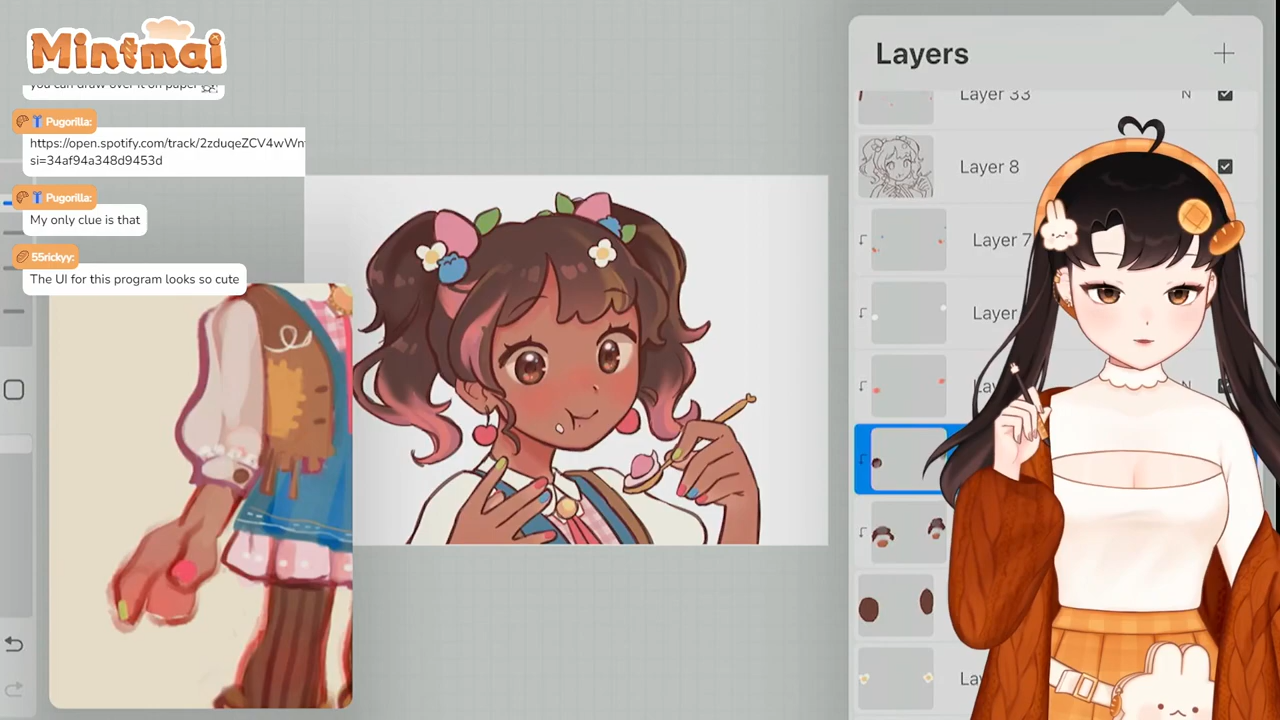 Mintmai
you can draw over it on paper
Pugorilla:
https://open.spotify.com/track/2zduqeZCV4wWn
si=34af94a348d9453d
Pugorilla:
My only clue is that
55rickyy:
The UI for this program looks so cute
Layers
Layer 33
N
Layer 8
Layer 7
Layer
N